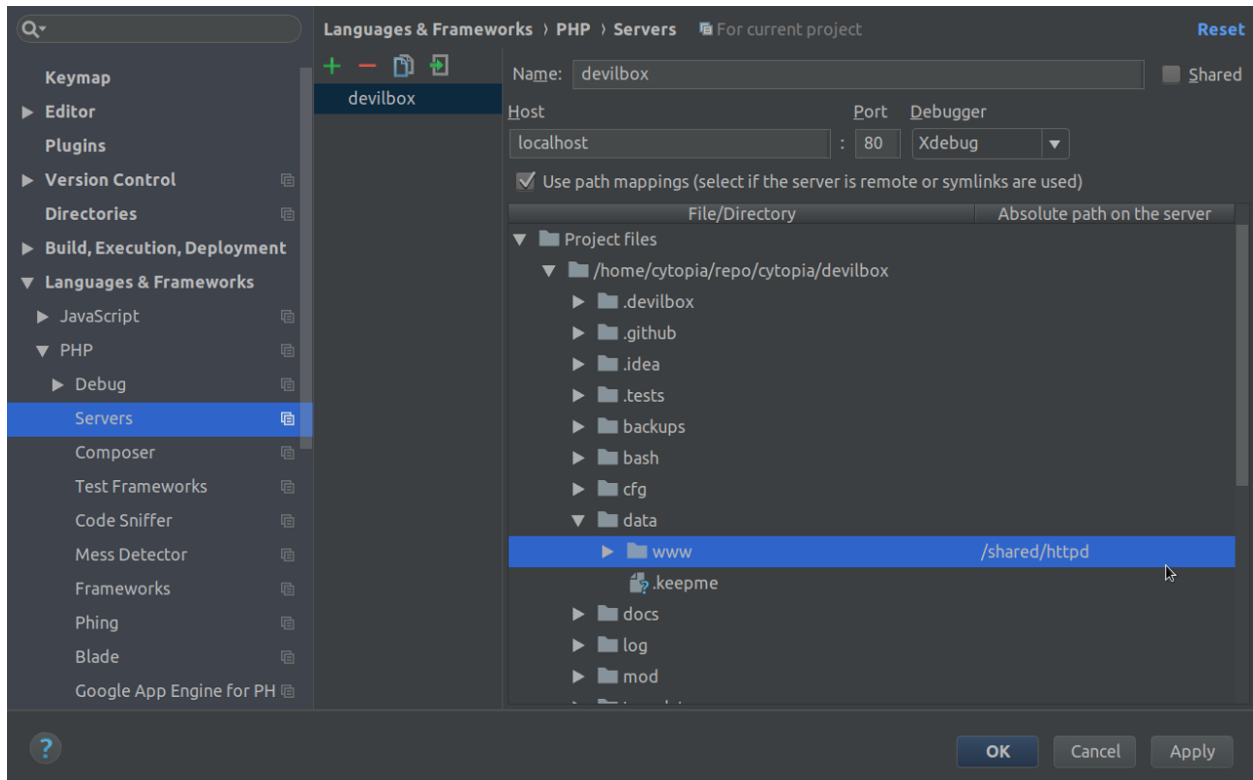 Languages & Frameworks › PHP › Servers For current project Reset
Keymap
Editor
Plugins
Version Control
Directories
Build, Execution, Deployment
Languages & Frameworks
JavaScript
PHP
Debug
Servers
Composer
Test Frameworks
Code Sniffer
Mess Detector
Frameworks
Phing
Blade
Google App Engine for PH
devilbox
Name: devilbox Shared
Host Port Debugger
localhost : 80 Xdebug
Use path mappings (select if the server is remote or symlinks are used)
File/Directory Absolute path on the server
Project files
/home/cytopia/repo/cytopia/devilbox
.devilbox
.github
.idea
.tests
backups
bash
cfg
data
www /shared/httpd
.keepme
docs
log
mod
? OK Cancel Apply